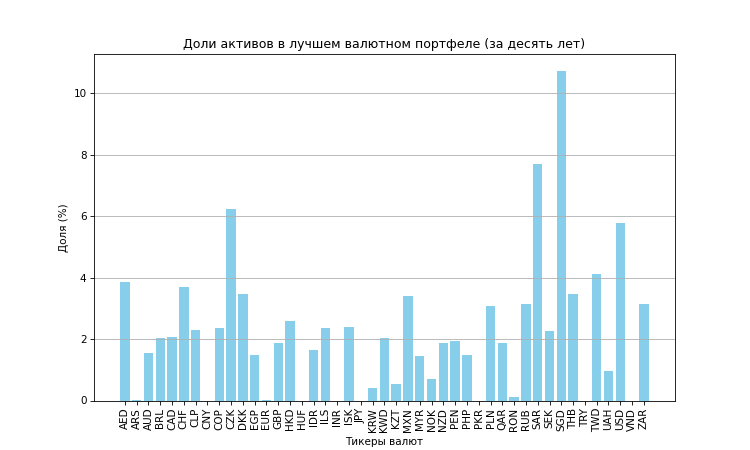 Доли активов в лучшем валютном портфеле (за десять лет)
10
8
6
4
2
0
Доля (%)
AED ARS AUD BRL CAD CHF CLP CNY COP CZK DKK EGP EUR GBP HKD HUF IDR ILS INR ISK JPY KRW KWD KZT MXN MYR NOK NZD PEN PHP PKR PLN QAR RON RUB SAR SEK SGD THB TRY TWD UAH USD VND ZAR
Тикеры валют